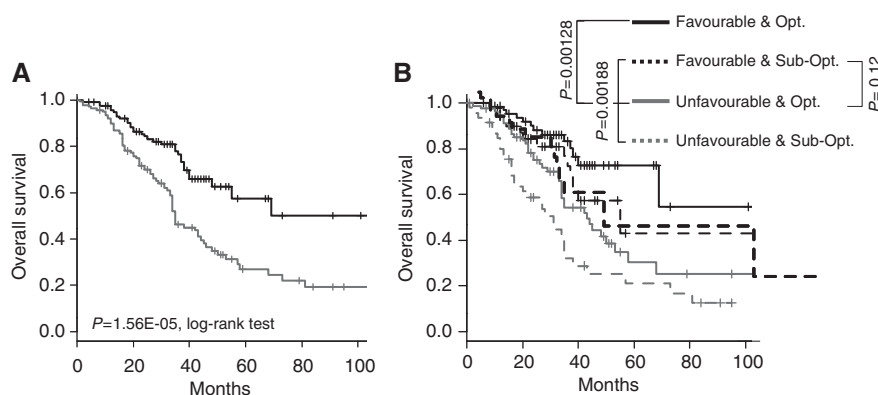 A
Overall survival
1.0
0.8
0.6
0.4
0.2
0.0
P=1.56E-05, log-rank test
0 20 40 60 80 100
Months
B
Overall survival
1.0
0.8
0.6
0.4
0.2
0.0
0 20 40 60 80 100
Months
P=0.00128
P=0.00188
Favourable & Opt.
Favourable & Sub-Opt.
Unfavourable & Opt.
Unfavourable & Sub-Opt.
P=0.12